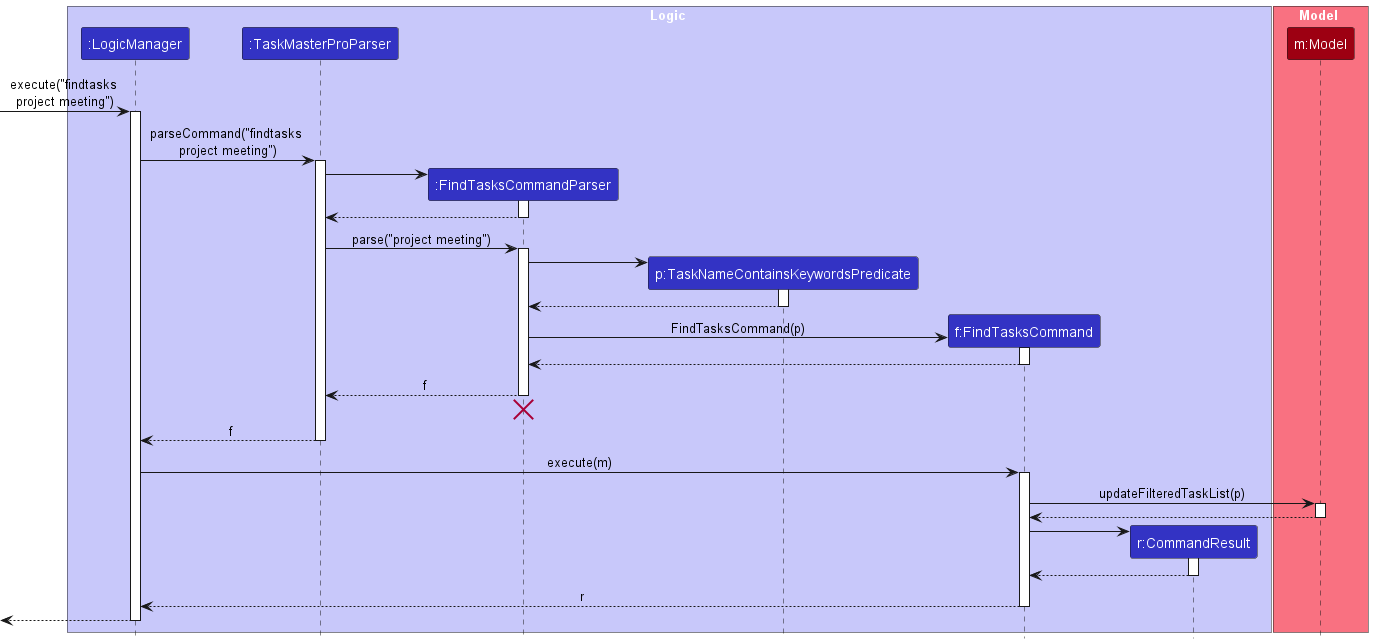 Logic
Model
:LogicManager
:TaskMasterProParser
m:Model
execute("findtasks
project meeting")
parseCommand("findtasks
project meeting")
:FindTasksCommandParser
parse("project meeting")
p:TaskNameContainsKeywordsPredicate
FindTasksCommand(p)
f:FindTasksCommand
f
f
execute(m)
updateFilteredTaskList(p)
r:CommandResult
r